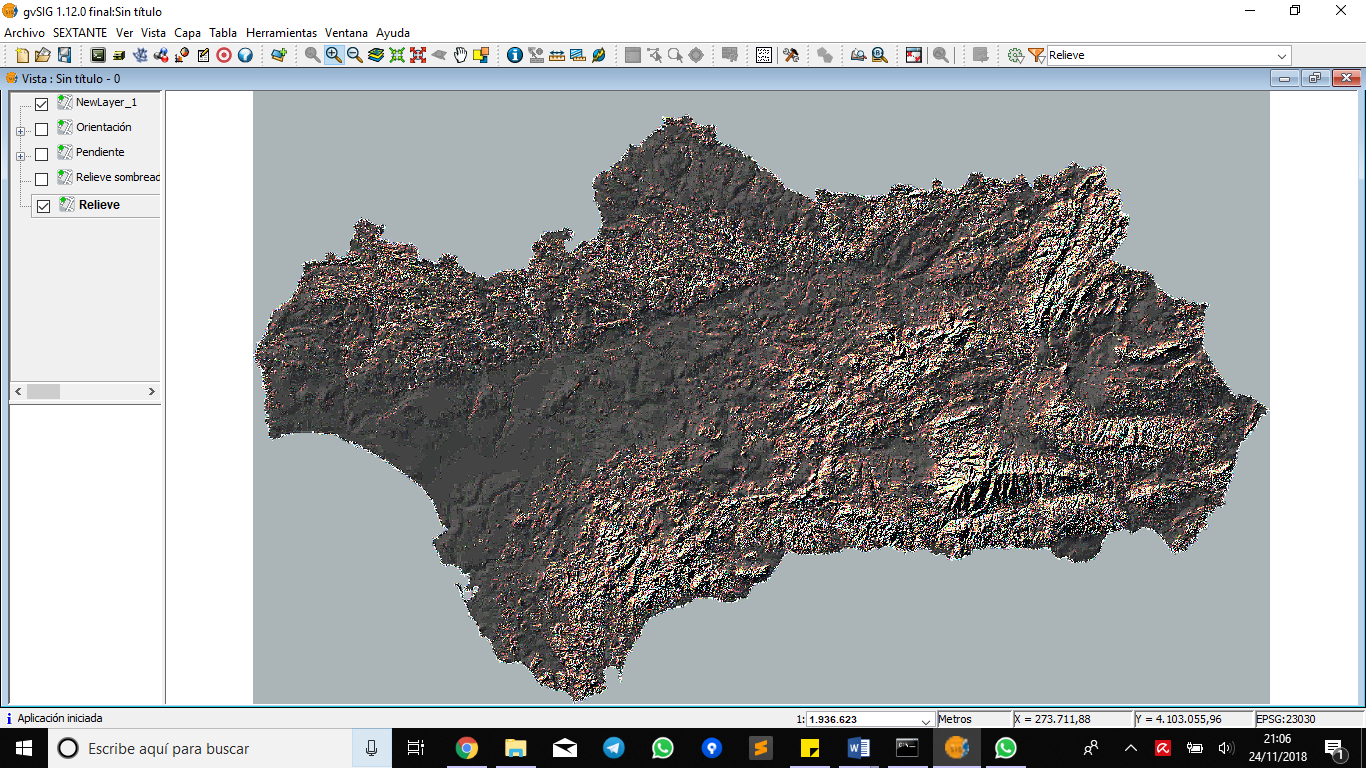 gvSIG 1.12.0 final:Sin título
Archivo SEXTANTE Ver Vista Capa Tabla Herramientas Ventana Ayuda
Relieve
Vista : Sin título - 0
NewLayer_1
Orientación
Pendiente
Relieve sombread
Relieve
Aplicación iniciada
1: 1.936.623
Metros
X = 273.711,88
Y = 4.103.055,96
EPSG:23030
Escribe aquí para buscar
21:06
24/11/2018
1